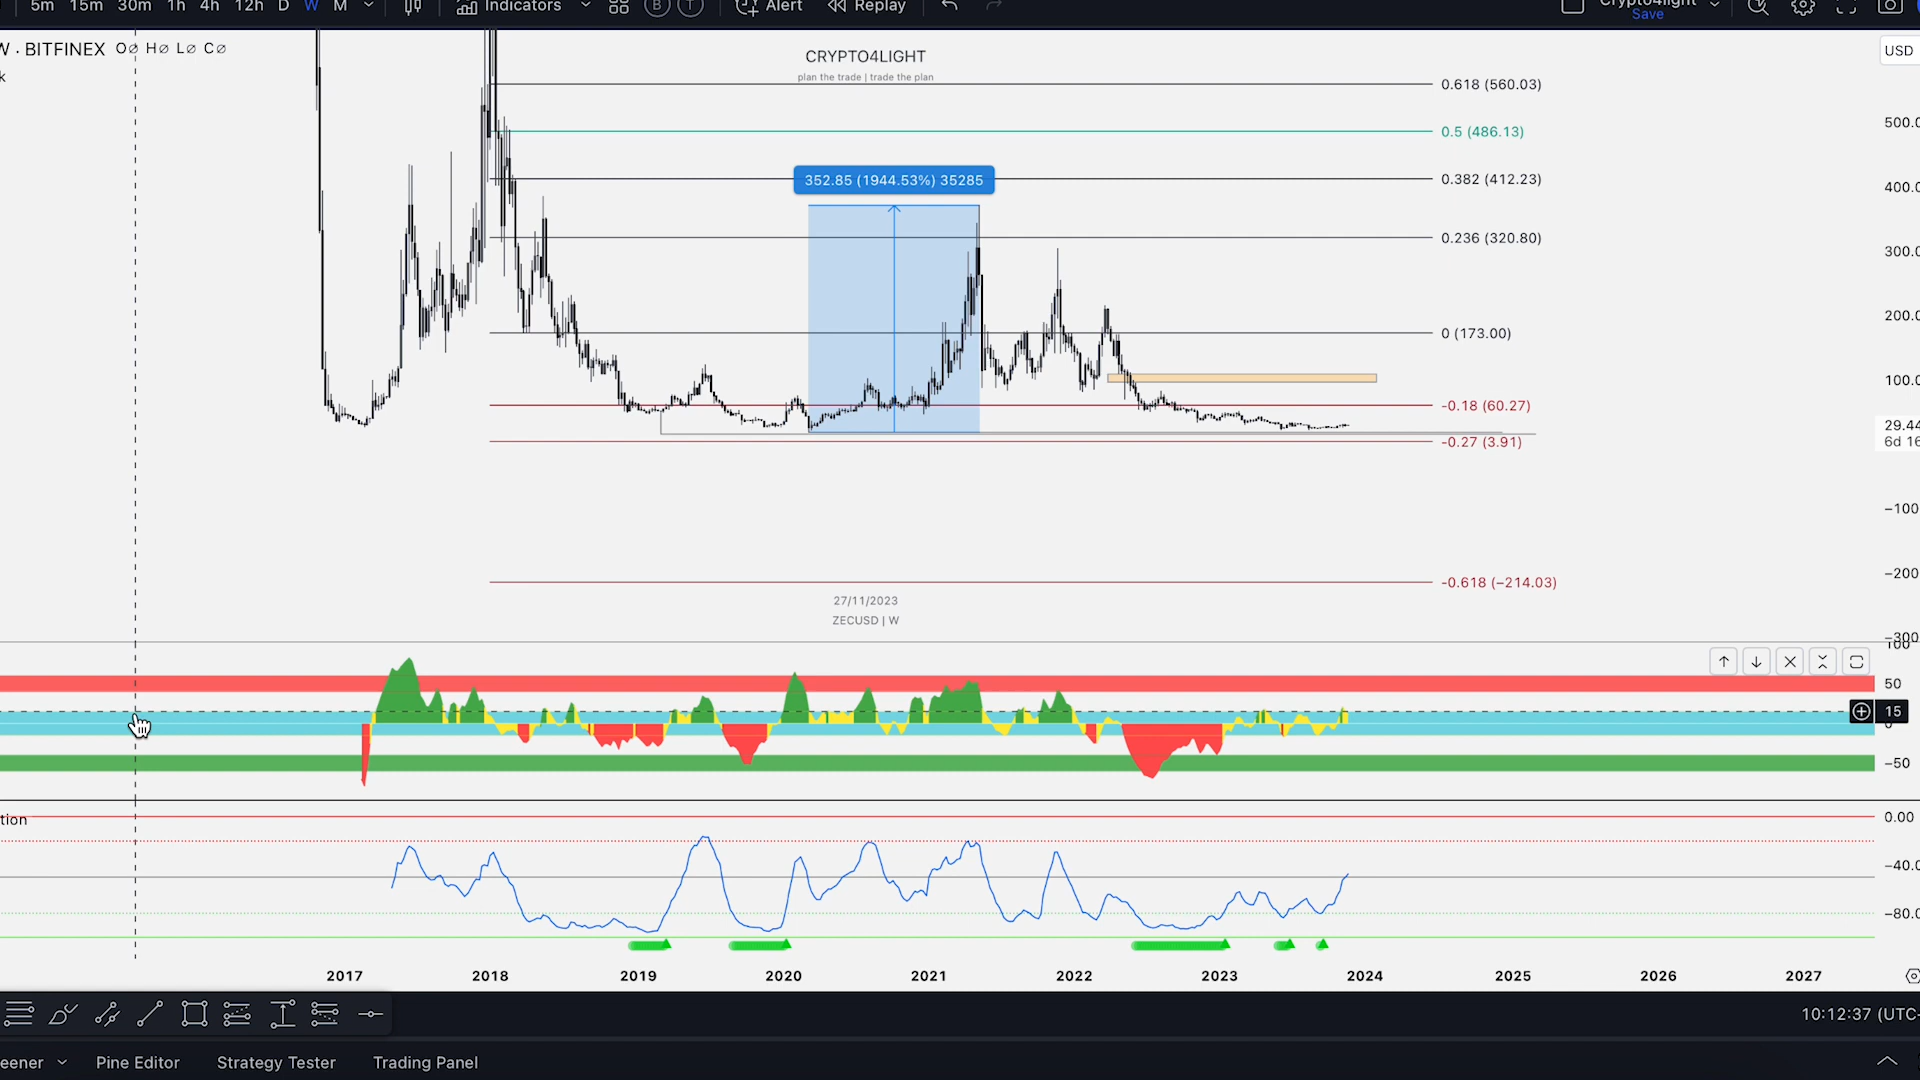 5m 15m 30m 1h 4h 12h D W M Indicators B T Alert Replay Save
W · BITFINEX O∅ H∅ L∅ C∅
k
CRYPTO4LIGHT
plan the trade | trade the plan
USD
0.618 (560.03)
0.5 (486.13)
352.85 (1944.53%) 35285
0.382 (412.23)
0.236 (320.80)
0 (173.00)
-0.18 (60.27)
-0.27 (3.91)
-0.618 (−214.03)
500.0
400.0
300.0
200.0
100.0
29.44
6d 16
−100
−200
−300
27/11/2023
ZECUSD | W
100
50
15
0
−50
tion
0.00
−40.0
−80.0
2017 2018 2019 2020 2021 2022 2023 2024 2025 2026 2027
10:12:37 (UTC-
eener Pine Editor Strategy Tester Trading Panel